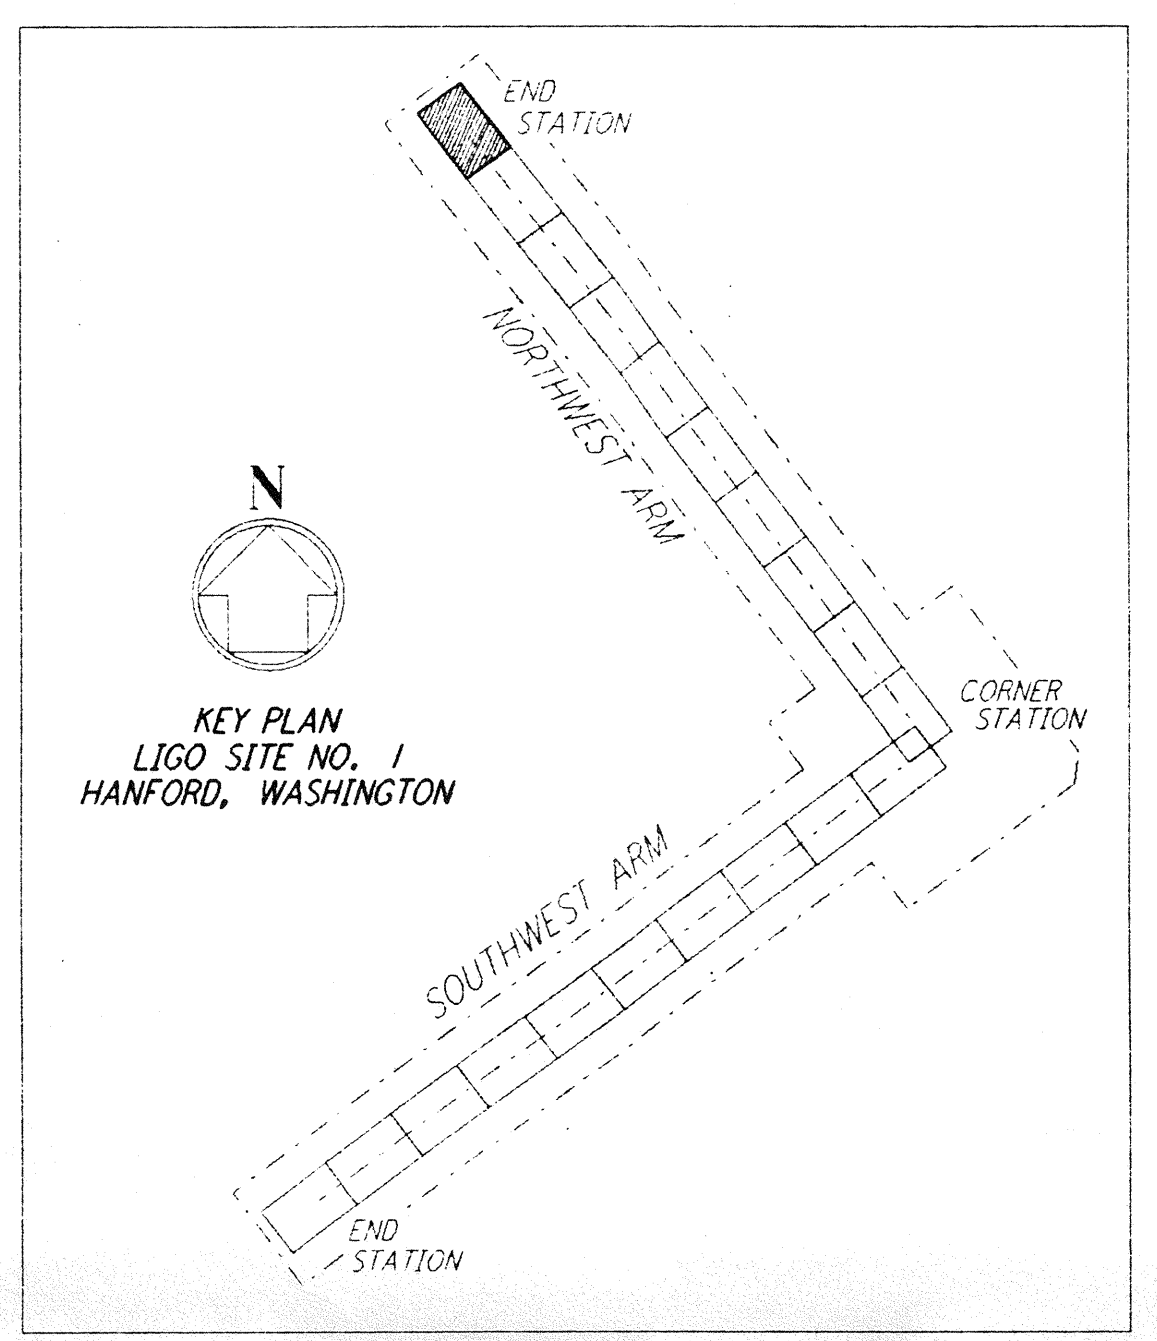 END
STATION
NORTHWEST ARM
N
KEY PLAN
LIGO SITE NO. 1
HANFORD, WASHINGTON
CORNER
STATION
SOUTHWEST ARM
END
STATION